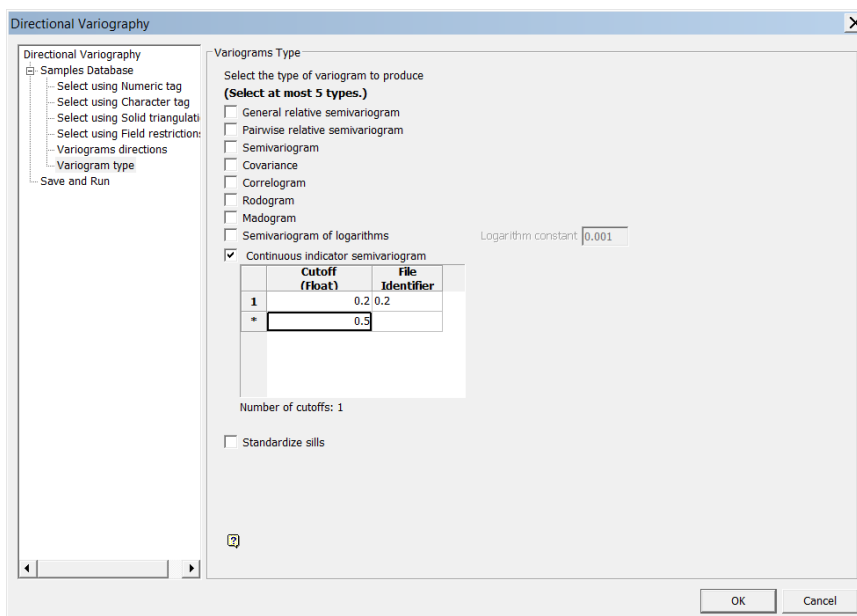 Directional Variography
Directional Variography
Samples Database
Select using Numeric tag
Select using Character tag
Select using Solid triangulati
Select using Field restrictions
Variograms directions
Variogram type
Save and Run
Variograms Type
Select the type of variogram to produce
(Select at most 5 types.)
General relative semivariogram
Pairwise relative semivariogram
Semivariogram
Covariance
Correlogram
Rodogram
Madogram
Semivariogram of logarithms Logarithm constant 0.001
Continuous indicator semivariogram
Cutoff (Float) File Identifier
1 0.2 0.2
* 0.5
Number of cutoffs: 1
Standardize sills
?
OK Cancel